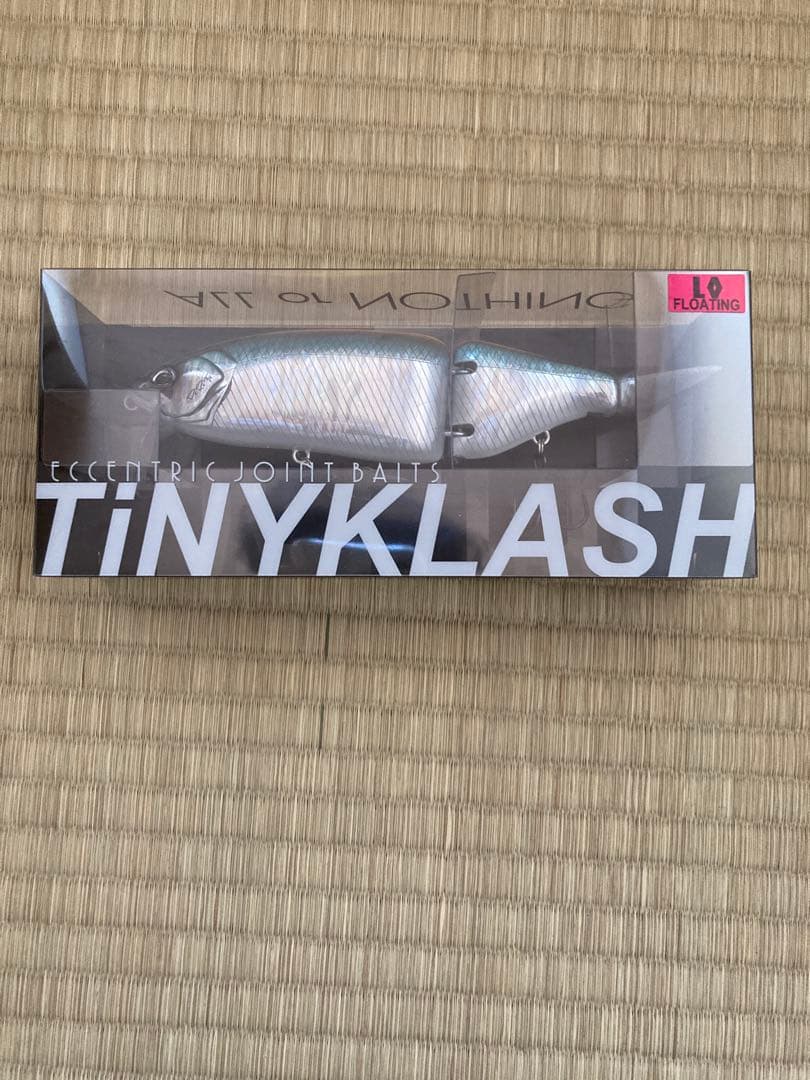 ALL or NOTHING
LO
FLOATING
ECCENTRIC JOINT BAITS
TiNYKLASH